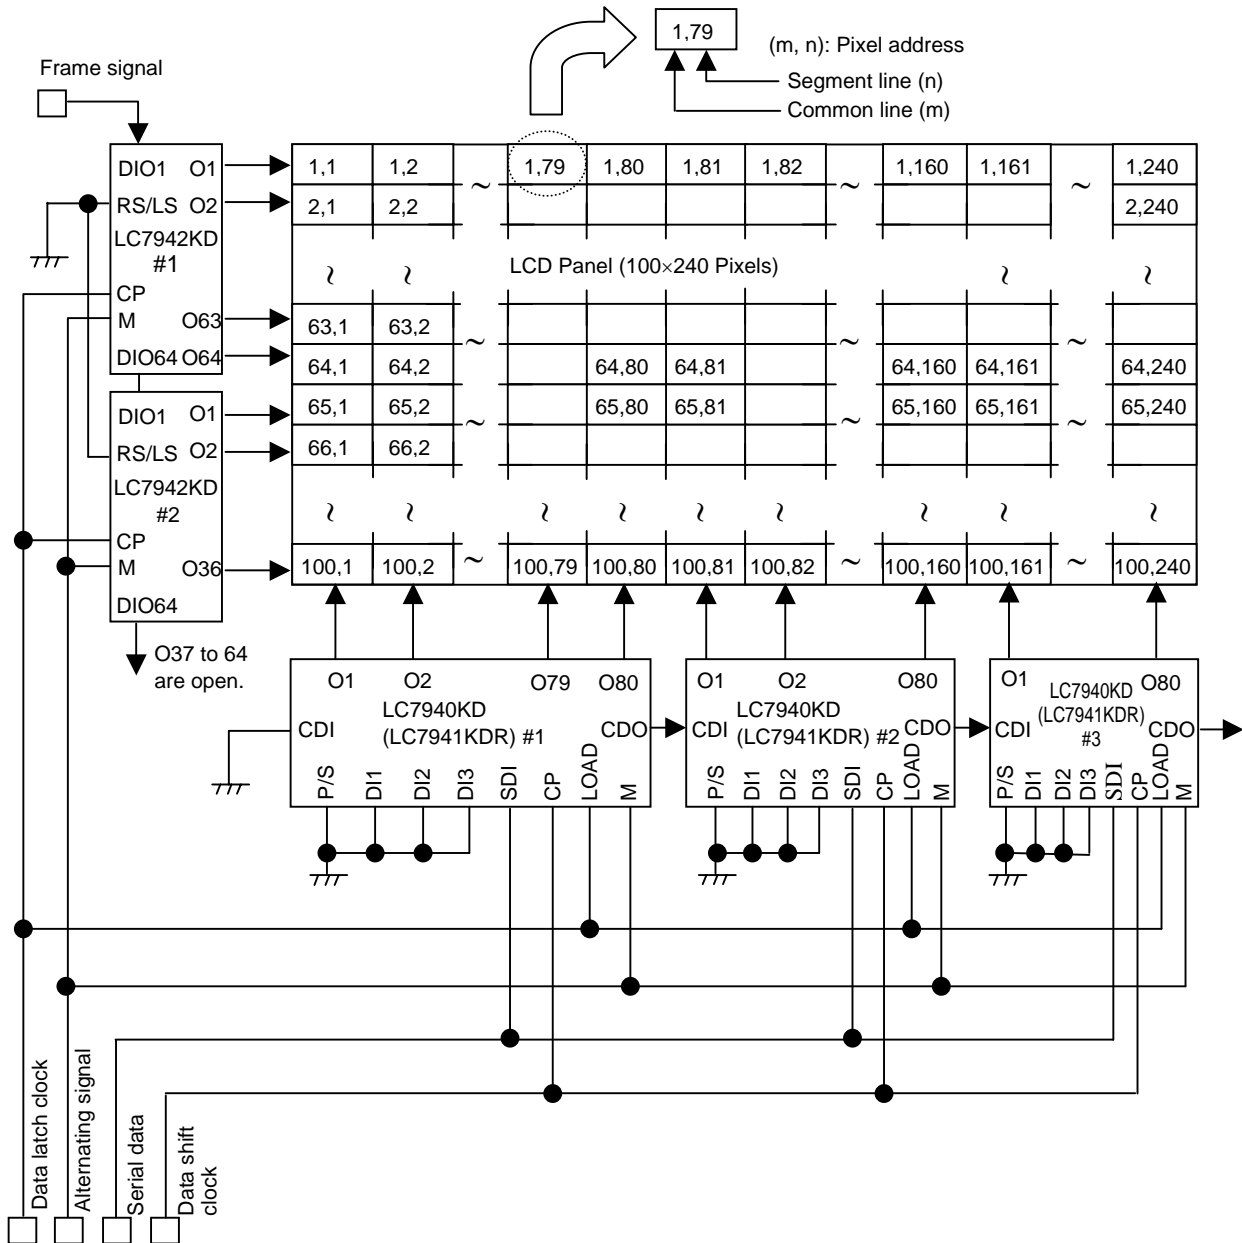 1,79
(m, n): Pixel address
Segment line (n)
Common line (m)
Frame signal
DIO1 O1
RS/LS O2
LC7942KD
#1
CP
M O63
DIO64 O64
DIO1 O1
RS/LS O2
LC7942KD
#2
CP
M O36
DIO64
O37 to 64
are open.
1,1 1,2 ~ 1,79 1,80 1,81 1,82 ~ 1,160 1,161 ~ 1,240
2,1 2,2 2,240
~ ~ LCD Panel (100×240 Pixels) ~
63,1 63,2 ~ ~ ~
64,1 64,2 64,80 64,81 64,160 64,161 64,240
65,1 65,2 ~ 65,80 65,81 ~ 65,160 65,161 ~ 65,240
66,1 66,2
~ ~ ~ ~ ~ ~ ~ ~ ~
100,1 100,2 ~ 100,79 100,80 100,81 100,82 ~ 100,160 100,161 ~ 100,240
O1 O2 O79 O80
LC7940KD
(LC7941KDR) #1
CDI CDO
P/S DI1 DI2 DI3 SDI CP LOAD M
O1 O2 O80
LC7940KD
(LC7941KDR) #2
CDI CDO
P/S DI1 DI2 DI3 SDI CP LOAD M
O1 O80
LC7940KD
(LC7941KDR)
#3
CDI CDO
P/S DI1 DI2 DI3 SDI CP LOAD M
Data latch clock
Alternating signal
Serial data
Data shift
clock